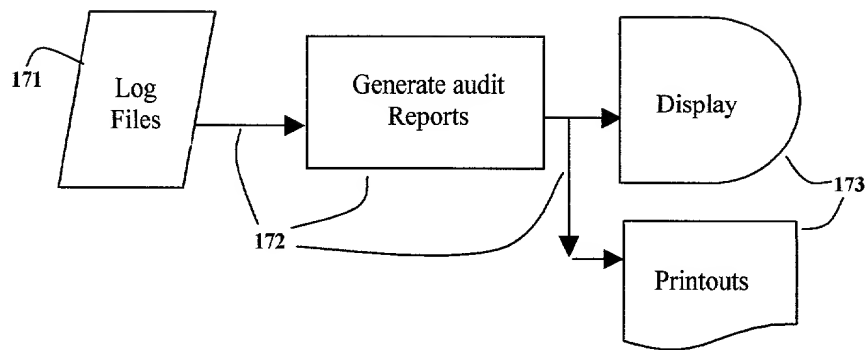 171
Log
Files
Generate audit
Reports
Display
173
172
Printouts